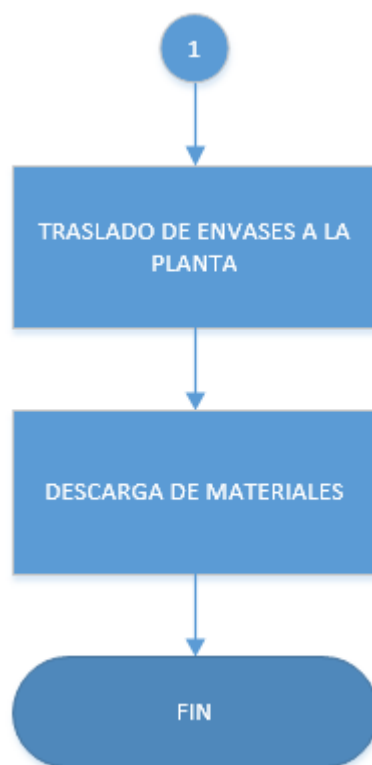 1
TRASLADO DE ENVASES A LA
PLANTA
DESCARGA DE MATERIALES
FIN